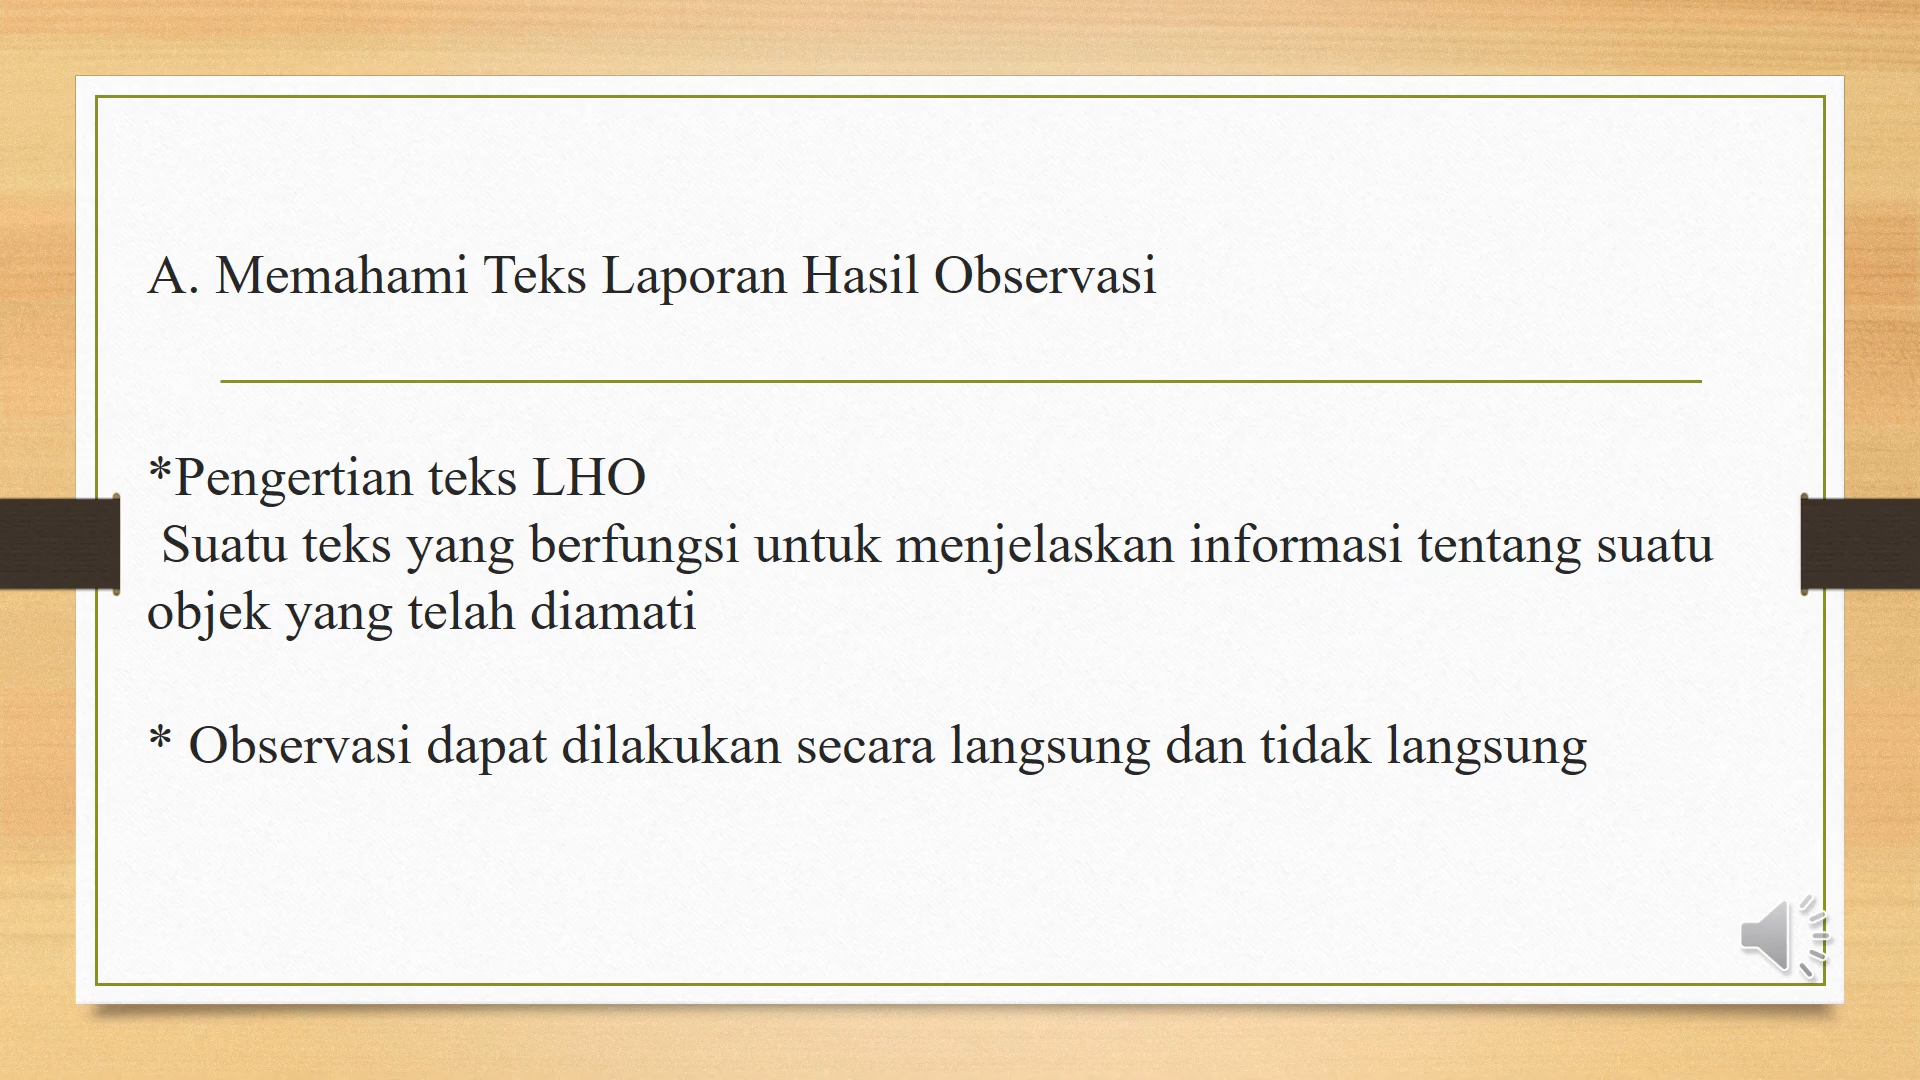 A. Memahami Teks Laporan Hasil Observasi
*Pengertian teks LHO
Suatu teks yang berfungsi untuk menjelaskan informasi tentang suatu
objek yang telah diamati
* Observasi dapat dilakukan secara langsung dan tidak langsung